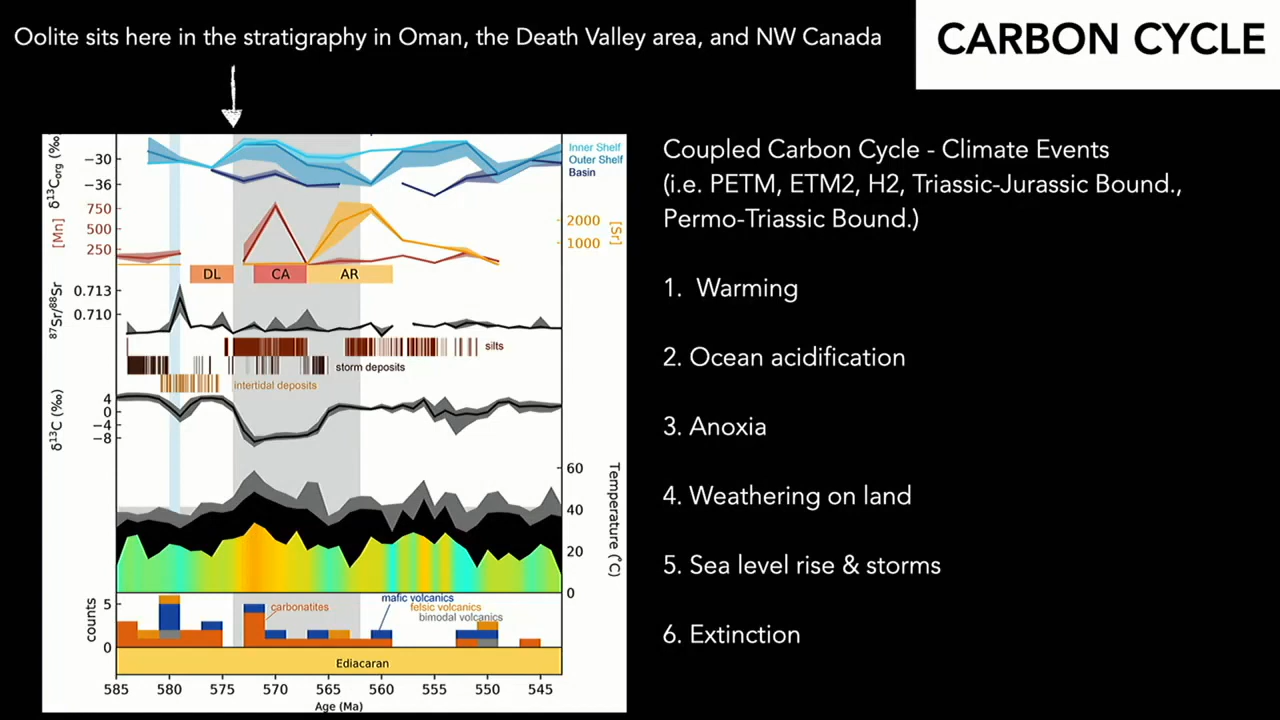 Oolite sits here in the stratigraphy in Oman, the Death Valley area, and NW Canada
CARBON CYCLE
Coupled Carbon Cycle - Climate Events
(i.e. PETM, ETM2, H2, Triassic-Jurassic Bound.,
Permo-Triassic Bound.)
1. Warming
2. Ocean acidification
3. Anoxia
4. Weathering on land
5. Sea level rise & storms
6. Extinction
δ13Corg (‰)
−30
−36
Inner Shelf
Outer Shelf
Basin
[Mn]
750
500
250
2000
1000
[Sr]
DL
CA
AR
87Sr/88Sr
0.713
0.710
silts
storm deposits
intertidal deposits
δ13C (‰)
4
0
−4
−8
60
40
20
0
Temperature (°C)
counts
5
0
carbonatites
mafic volcanics
felsic volcanics
bimodal volcanics
Ediacaran
585 580 575 570 565 560 555 550 545
Age (Ma)